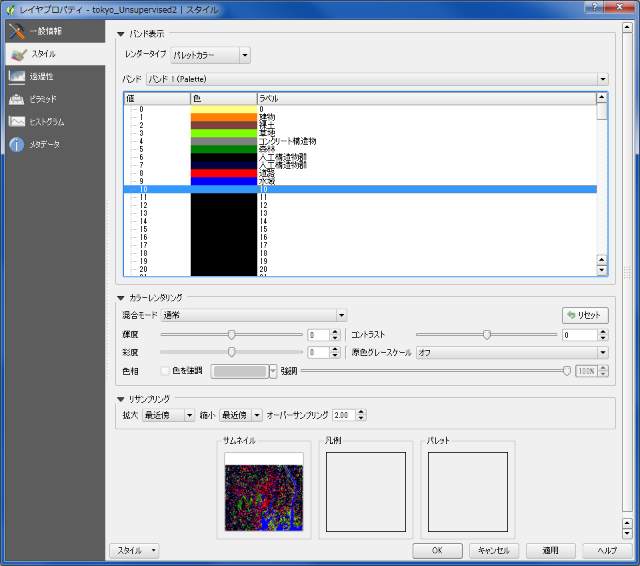 レイヤプロパティ - tokyo_Unsupervised2 | スタイル
一般情報
スタイル
透過性
ピラミッド
ヒストグラム
メタデータ
バンド表示
レンダータイプ パレットカラー
バンド バンド 1 (Palette)
値 色 ラベル
0 0
1 建物
2 裸土
3 草地
4 コンクリート構造物
5 森林
6 人工構造物郡
7 人工構造物郡
8 道路
9 水域
10 10
11 11
12 12
13 13
14 14
15 15
16 16
17 17
18 18
19 19
20 20
カラーレンダリング
混合モード 通常 リセット
輝度 0 コントラスト 0
彩度 0 原色グレースケール オフ
色相 色を強調 強調 100%
リサンプリング
拡大 最近傍 縮小 最近傍 オーバーサンプリング 2.00
サムネイル 凡例 パレット
スタイル OK キャンセル 適用 ヘルプ